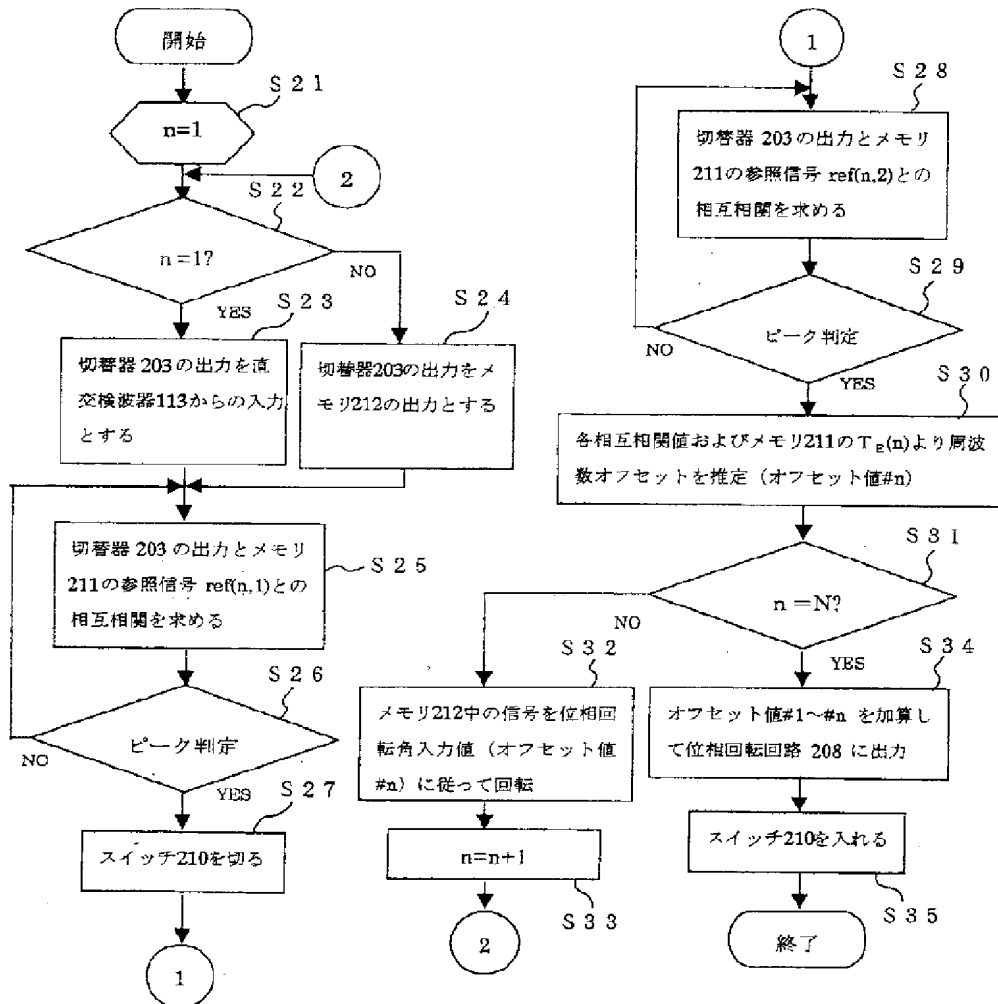 開始
S21
n=1
2
S22
n=1?
NO
YES
S23
S24
切替器203の出力を直
交検波器113からの入力
とする
切替器203の出力をメ
モリ212の出力とする
切替器203の出力とメモリ
211の参照信号 ref(n,1)との
相互相関を求める
S25
S26
ピーク判定
NO
YES
S27
スイッチ210を切る
1
1
S28
切替器 203の出力とメモリ
211の参照信号 ref(n,2)との
相互相関を求める
S29
ピーク判定
NO
YES
S30
各相互相関値およびメモリ211のTE(n)より周波
数オフセットを推定（オフセット値#n）
S31
n=N?
NO
YES
S32
メモリ212中の信号を位相回
転角入力値（オフセット値
#n）に従って回転
n=n+1
S33
2
S34
オフセット値#1～#n を加算し
て位相回転回路 208 に出力
スイッチ210を入れる
S35
終了